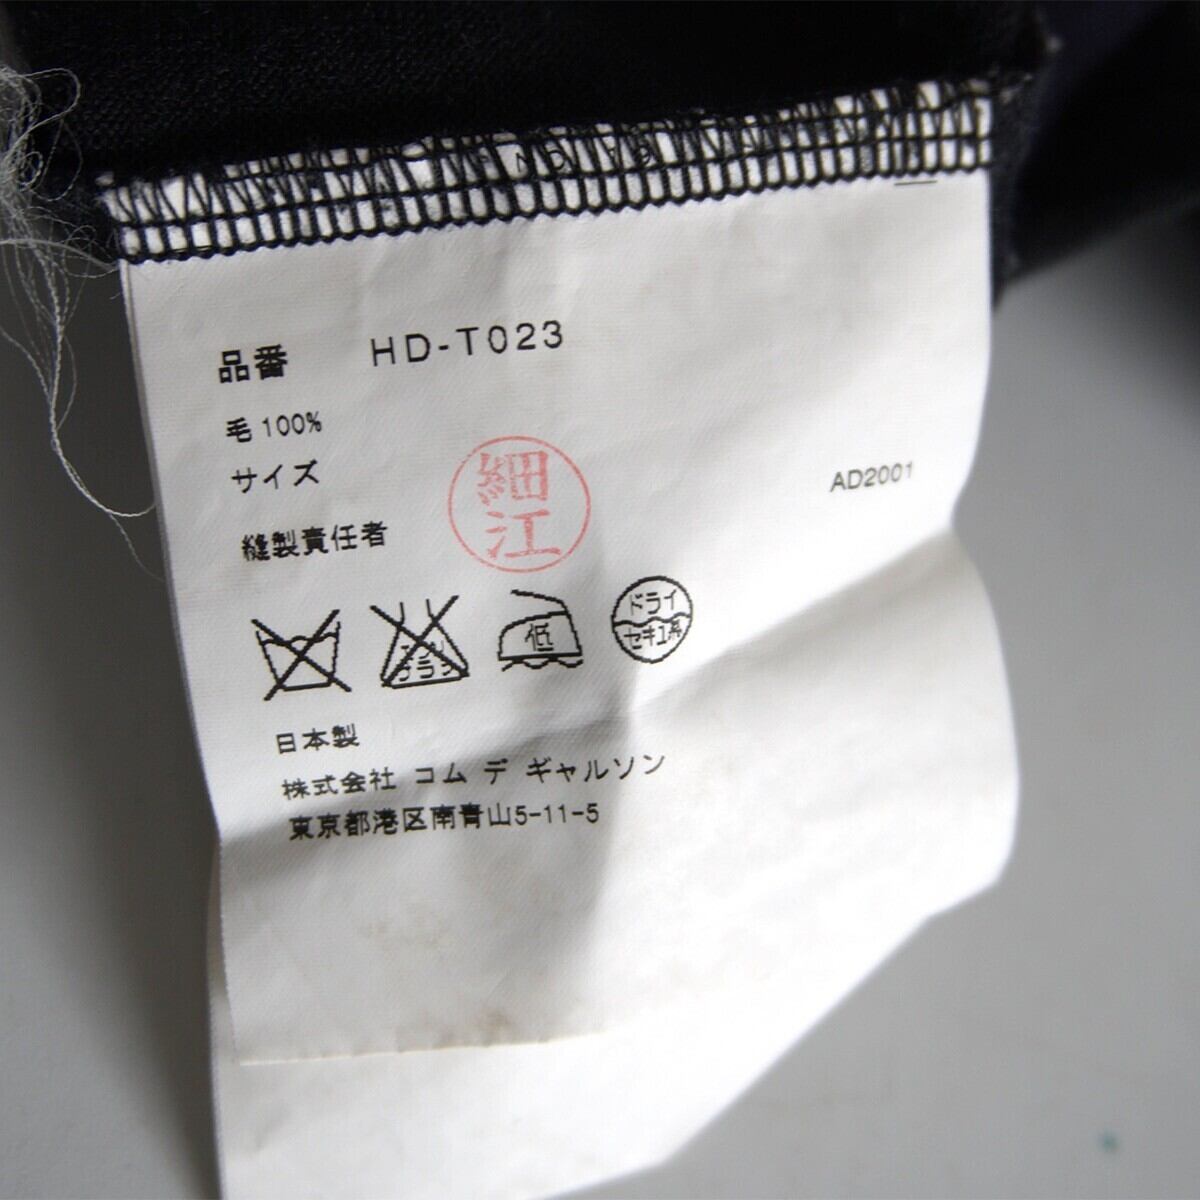 品番 HD-T023
毛 100%
サイズ
AD2001
縫製責任者
細江
低
ドライ
セキユ系
日本製
株式会社 コム デ ギャルソン
東京都港区南青山5-11-5